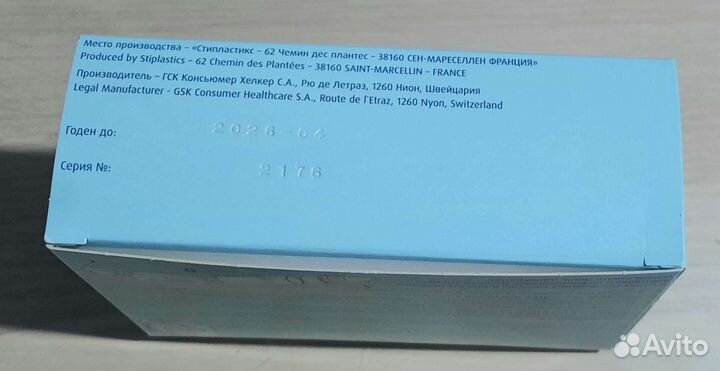 Место производства – «Стипластикс – 62 Чемин дес плантес – 38160 СЕН-МАРЕСЕЛЛЕН ФРАНЦИЯ»
Produced by Stiplastics – 62 Chemin des Plantées – 38160 SAINT-MARCELLIN – FRANCE
Производитель – ГСК Консьюмер Хелкер С.А., Рю де Летраз, 1260 Нион, Швейцария
Legal Manufacturer - GSK Consumer Healthcare S.A., Route de l'Etraz, 1260 Nyon, Switzerland
Годен до: 2026-04
Серия №: 2176
Avito